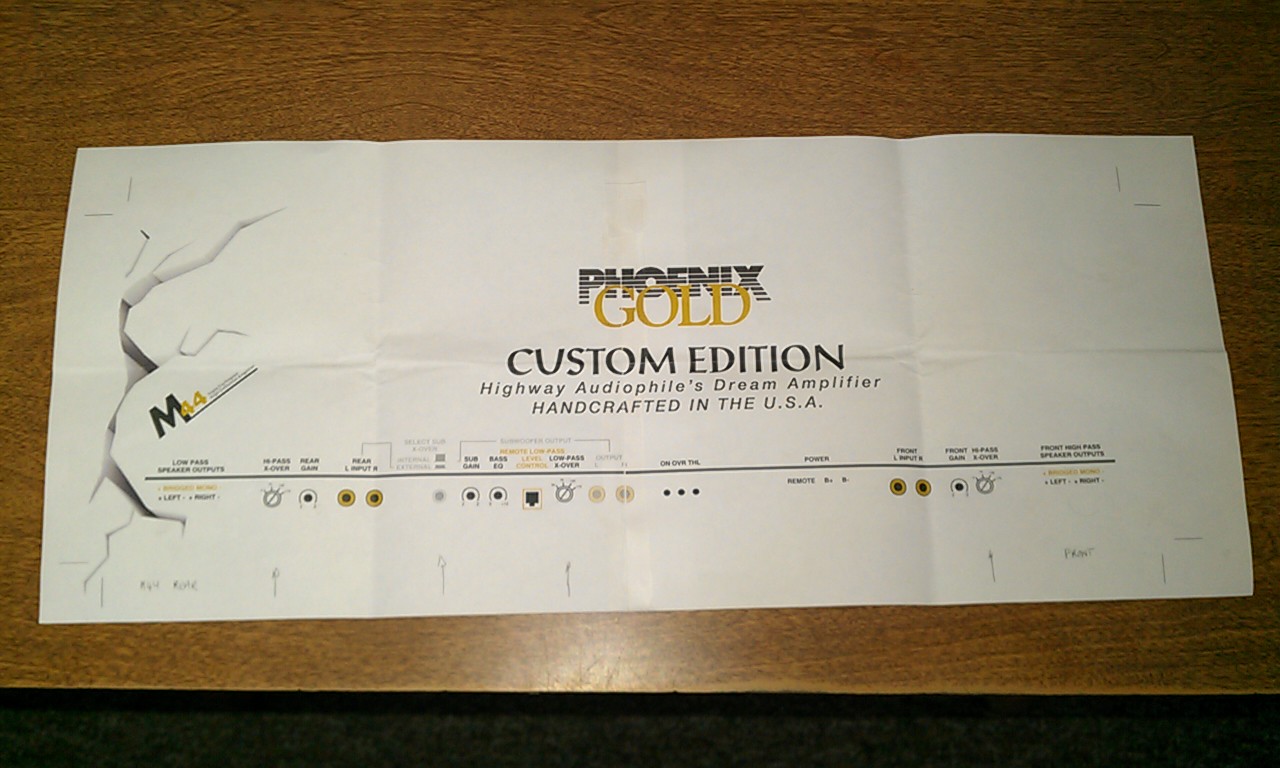 PHOENIX
GOLD
CUSTOM EDITION
Highway Audiophile's Dream Amplifier
HANDCRAFTED IN THE U.S.A.
M44
LOW PASS
SPEAKER OUTPUTS
- BRIDGED MONO
+ LEFT - + RIGHT -
HI-PASS
X-OVER
REAR
GAIN
REAR
L INPUT R
SELECT SUB
X-OVER
INTERNAL
EXTERNAL
SUBWOOFER OUTPUT
REMOTE LOW-PASS
SUB
GAIN
BASS
EQ
LEVEL
CONTROL
LOW-PASS
X-OVER
OUTPUT
L R
ON OVR THL
POWER
REMOTE B+ B-
FRONT
L INPUT R
FRONT
GAIN
HI-PASS
X-OVER
FRONT HIGH PASS
SPEAKER OUTPUTS
+ BRIDGED MONO -
+ LEFT - + RIGHT -
M44 REAR
FRONT